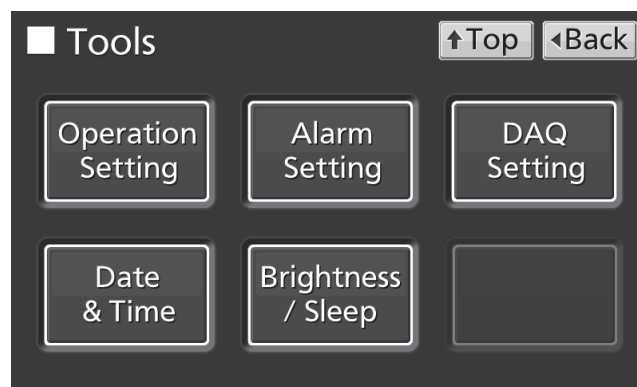 Tools
Top
Back
Operation
Setting
Alarm
Setting
DAQ
Setting
Date
& Time
Brightness
/ Sleep